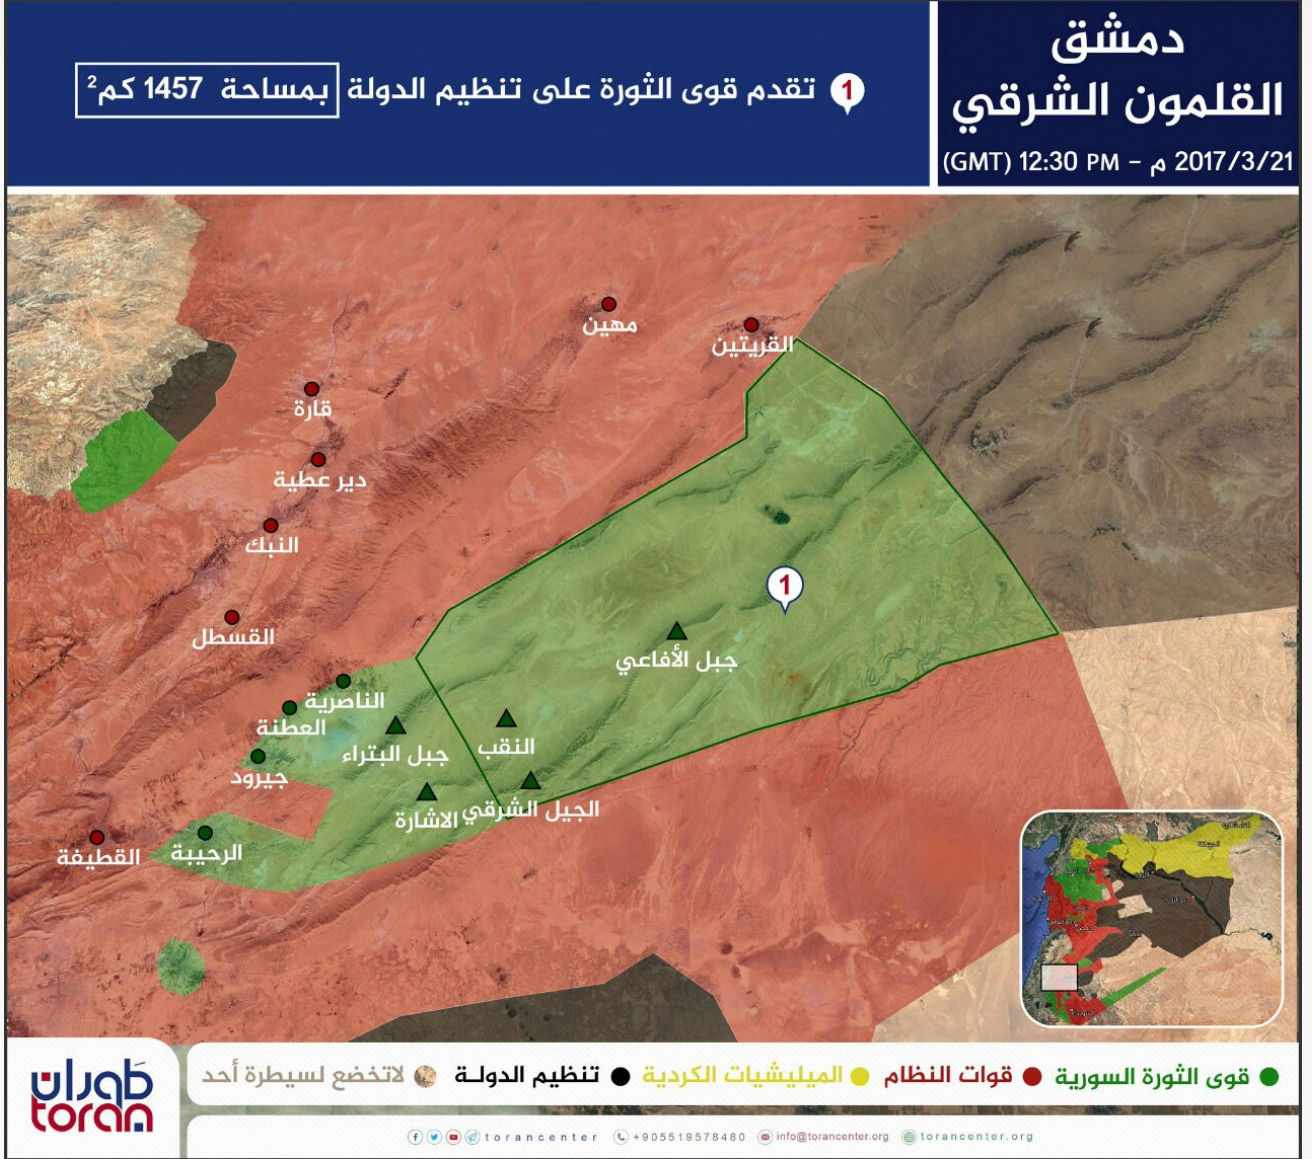 دمشق
القلمون الشرقي
2017/3/21 م - 12:30 PM (GMT)
1 تقدم قوى الثورة على تنظيم الدولة بمساحة 1457 كم²
مهين
القريتين
قارة
دير عطية
النبك
القسطل
1
جبل الأفاعي
الناصرية
العطنة
النقب
جبل البتراء
جيرود
الجيل الشرقي
الاشارة
الرحيبة
القطيفة
قوى الثورة السورية
قوات النظام
الميليشيات الكردية
تنظيم الدولة
لاتخضع لسيطرة أحد
طوران
toran
torancenter
+905519578480
info@torancenter.org
torancenter.org